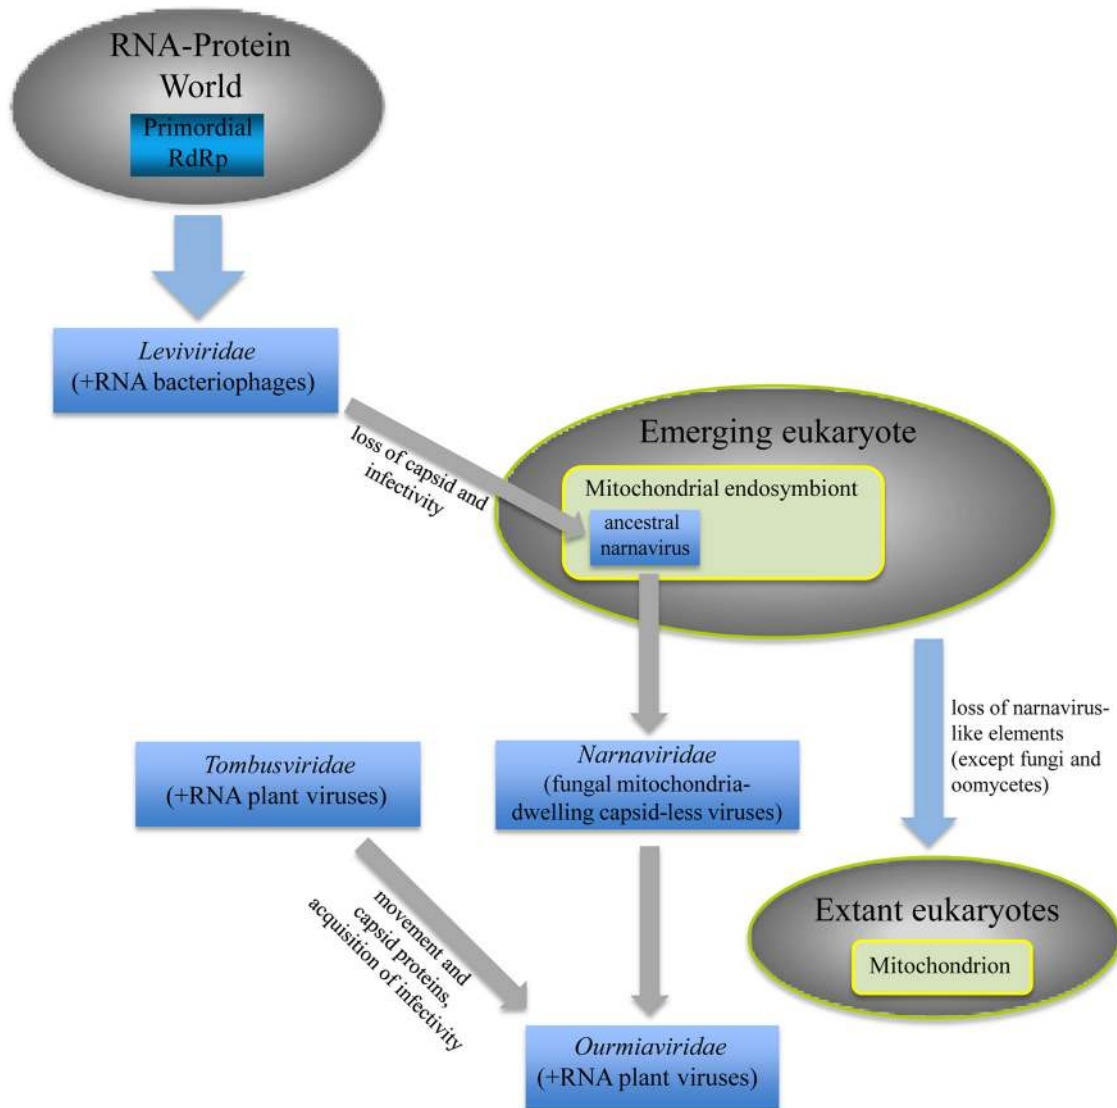 RNA-Protein
World
Primordial
RdRp
Leviviridae
(+RNA bacteriophages)
loss of capsid and
infectivity
Emerging eukaryote
Mitochondrial endosymbiont
ancestral
narnavirus
loss of narnavirus-
like elements
(except fungi and
oomycetes)
Tombusviridae
(+RNA plant viruses)
Narnaviridae
(fungal mitochondria-
dwelling capsid-less viruses)
movement and
capsid proteins,
acquisition of infectivity
Extant eukaryotes
Mitochondrion
Ourmiaviridae
(+RNA plant viruses)